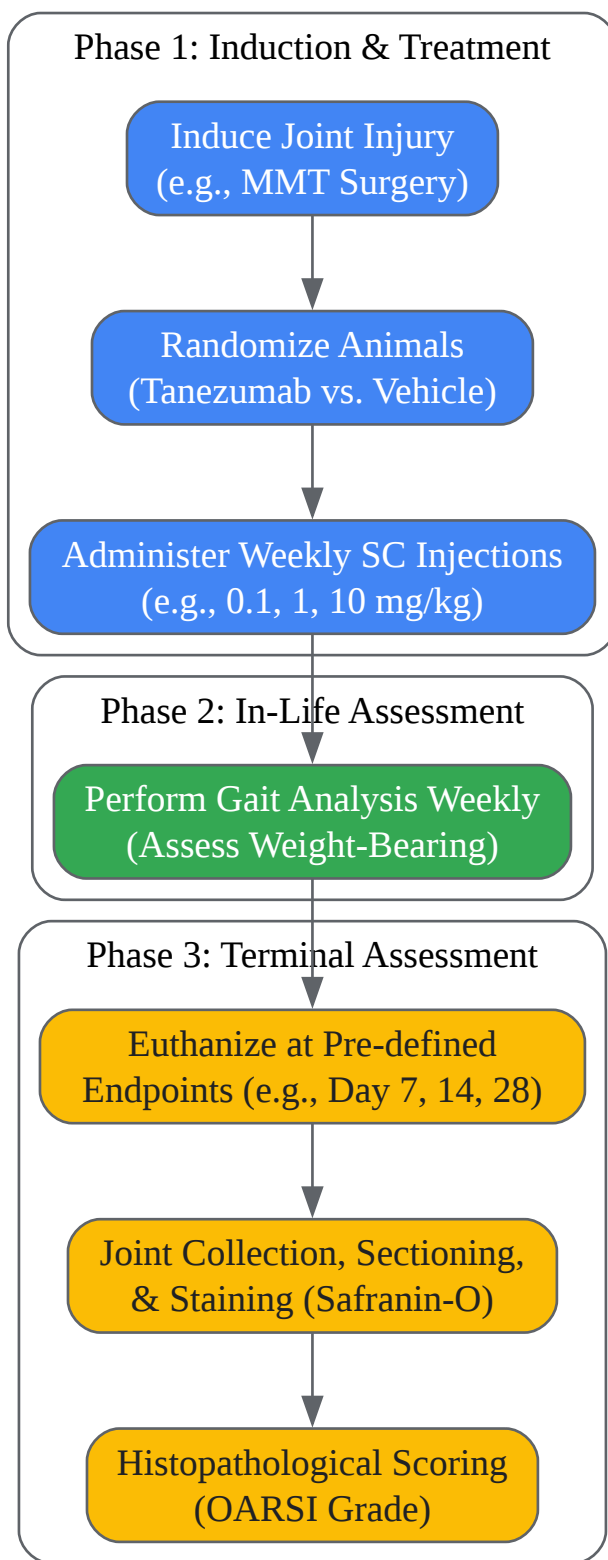 Phase 1: Induction & Treatment
Induce Joint Injury
(e.g., MMT Surgery)
Randomize Animals
(Tanezumab vs. Vehicle)
Administer Weekly SC Injections
(e.g., 0.1, 1, 10 mg/kg)
Phase 2: In-Life Assessment
Perform Gait Analysis Weekly
(Assess Weight-Bearing)
Phase 3: Terminal Assessment
Euthanize at Pre-defined
Endpoints (e.g., Day 7, 14, 28)
Joint Collection, Sectioning,
& Staining (Safranin-O)
Histopathological Scoring
(OARSI Grade)